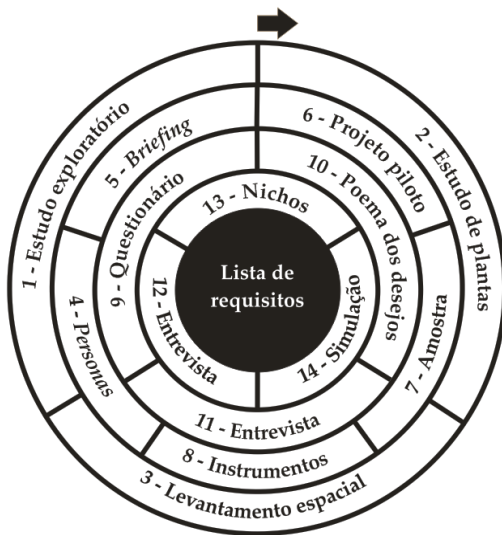 1 - Estudo exploratório
2 - Estudo de plantas
3 - Levantamento espacial
4 - Personas
5 - Briefing
6 - Projeto piloto
7 - Amostra
8 - Instrumentos
9 - Questionário
10 - Poema dos desejos
11 - Entrevista
12 - Entrevista
13 - Nichos
14 - Simulação
Lista de
requisitos